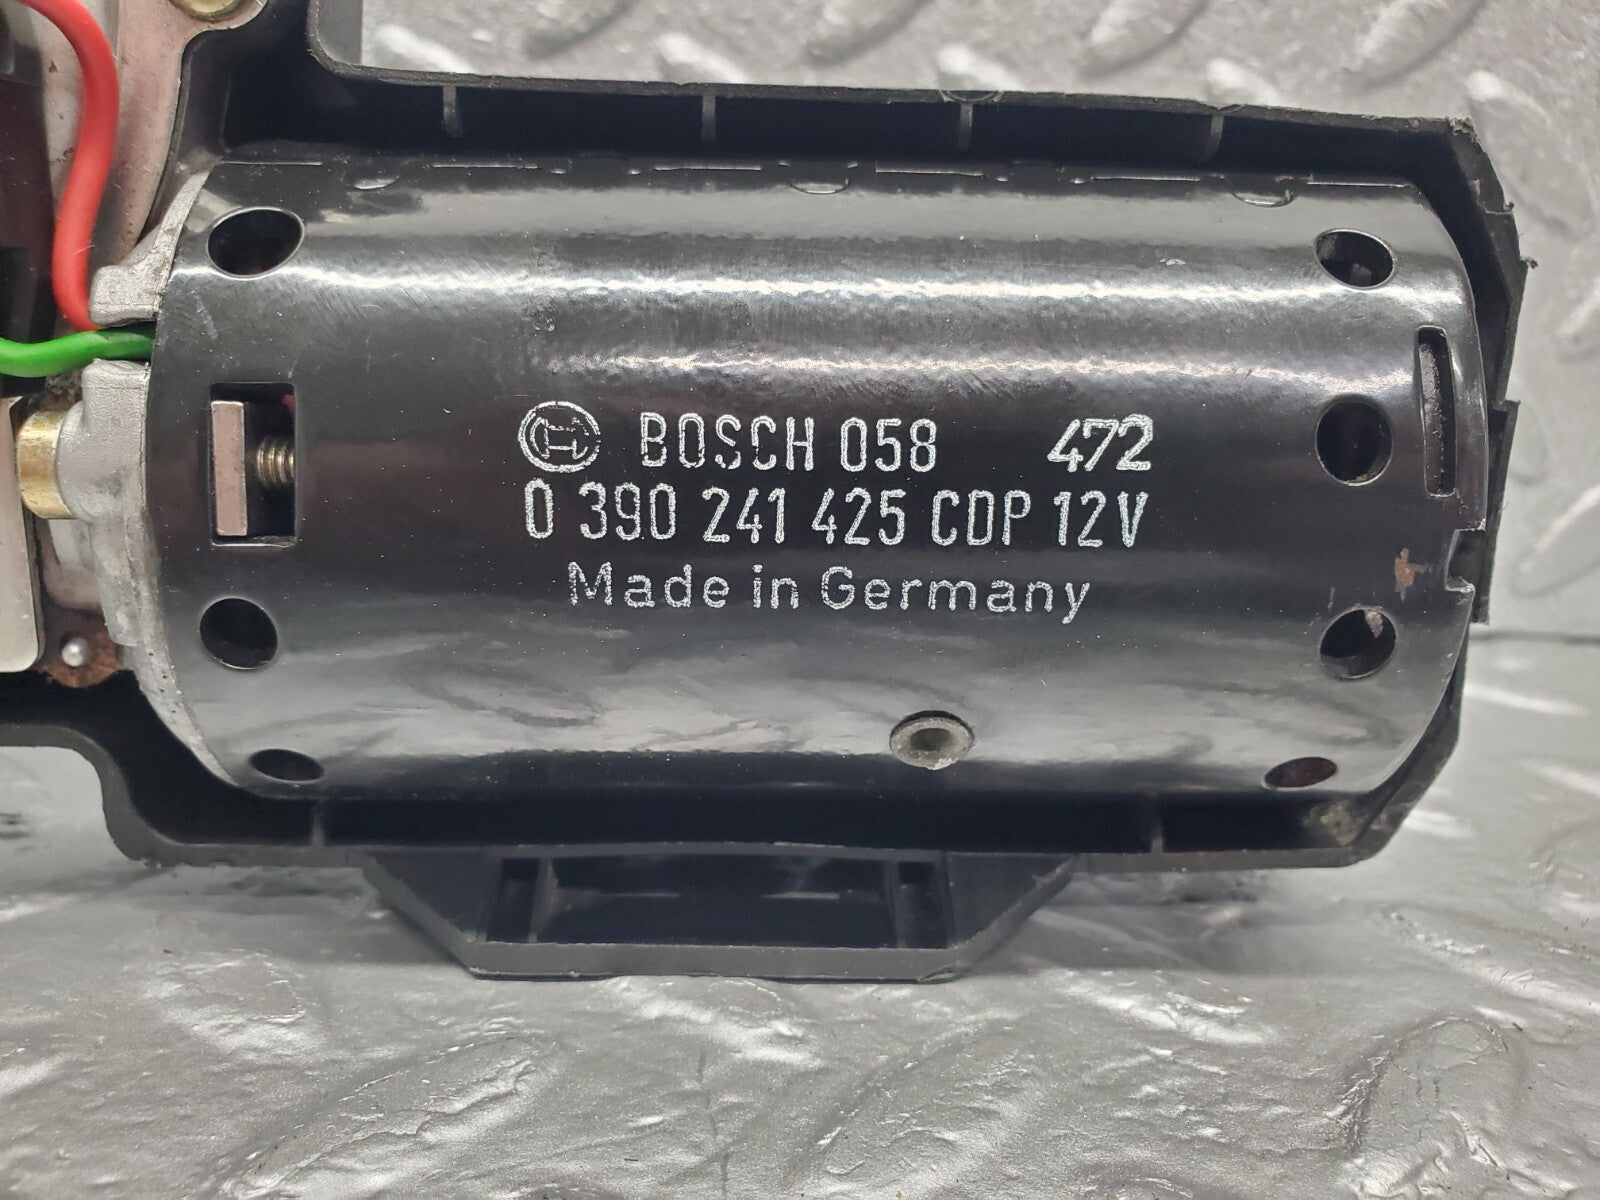 BOSCH 058 472
0 390 241 425 CDP 12V
Made in Germany